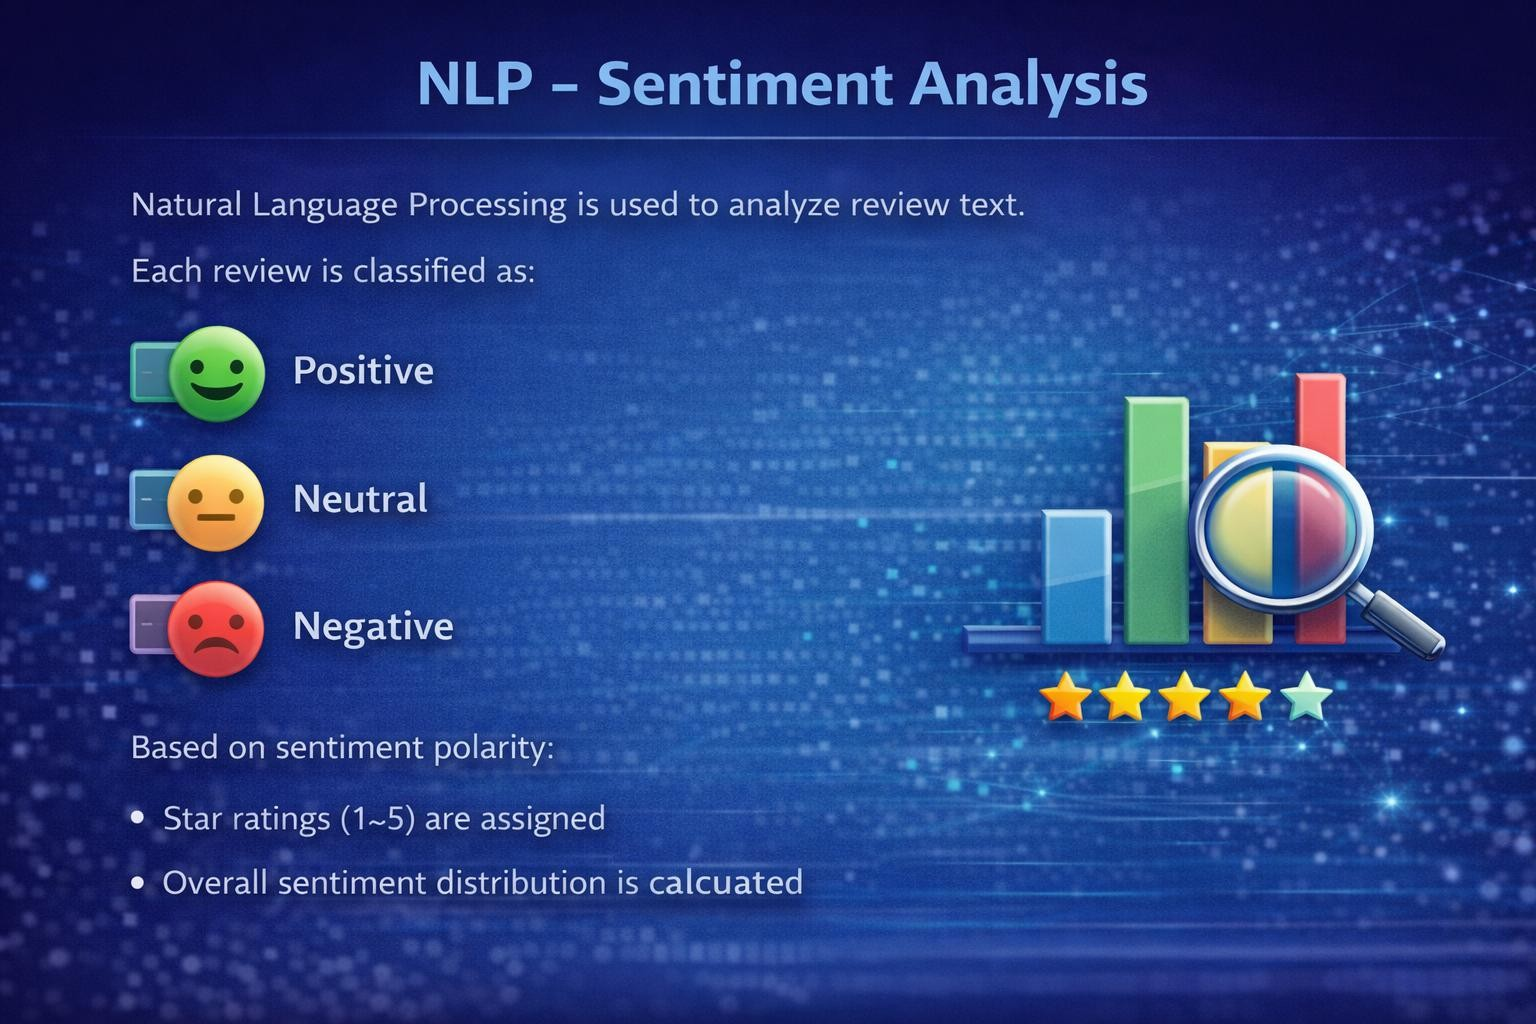 NLP – Sentiment Analysis
Natural Language Processing is used to analyze review text.
Each review is classified as:
Positive
Neutral
Negative
Based on sentiment polarity:
• Star ratings (1~5) are assigned
• Overall sentiment distribution is calcuated